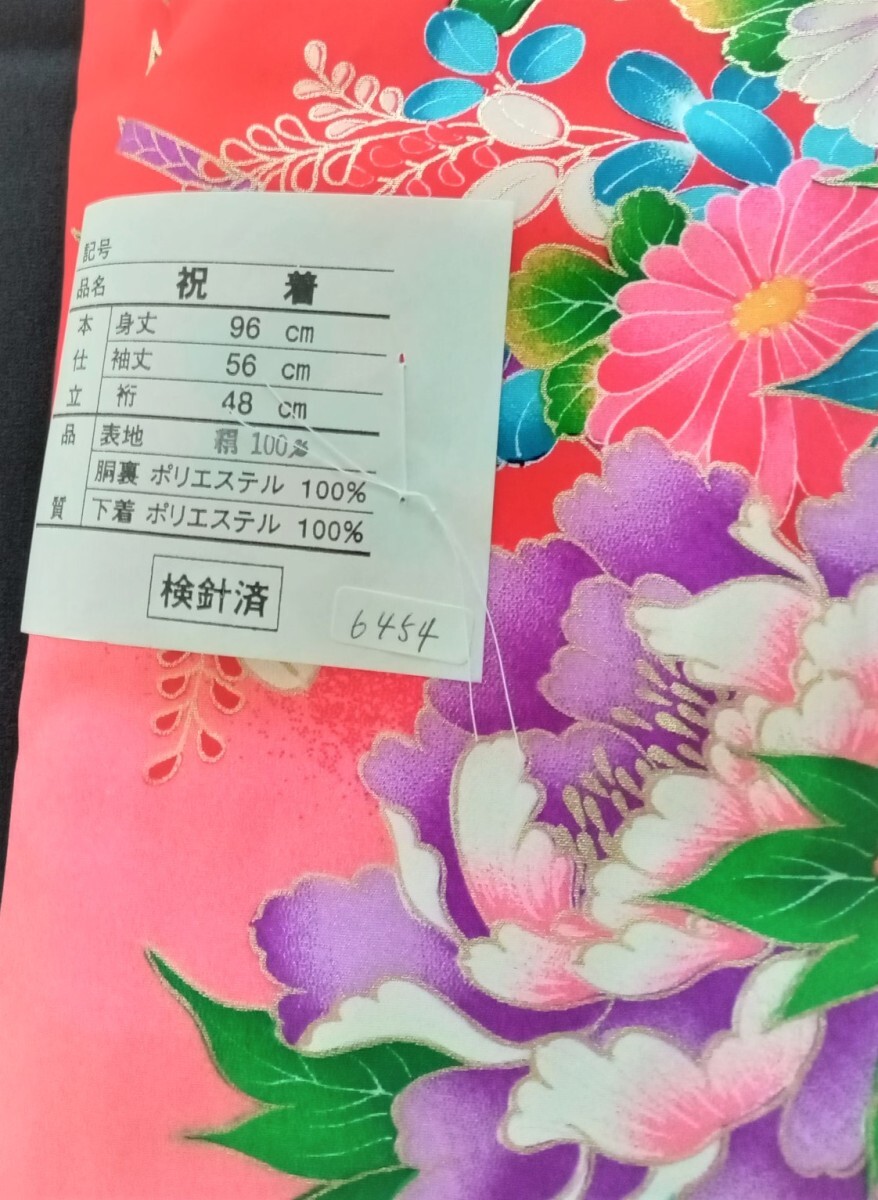 記号
品名 祝 着
本 身丈 96 cm
仕 袖丈 56 cm
立 裄 48 cm
品 表地 絹 100%
胴裏 ポリエステル 100%
質 下着 ポリエステル 100%
検針済
6454